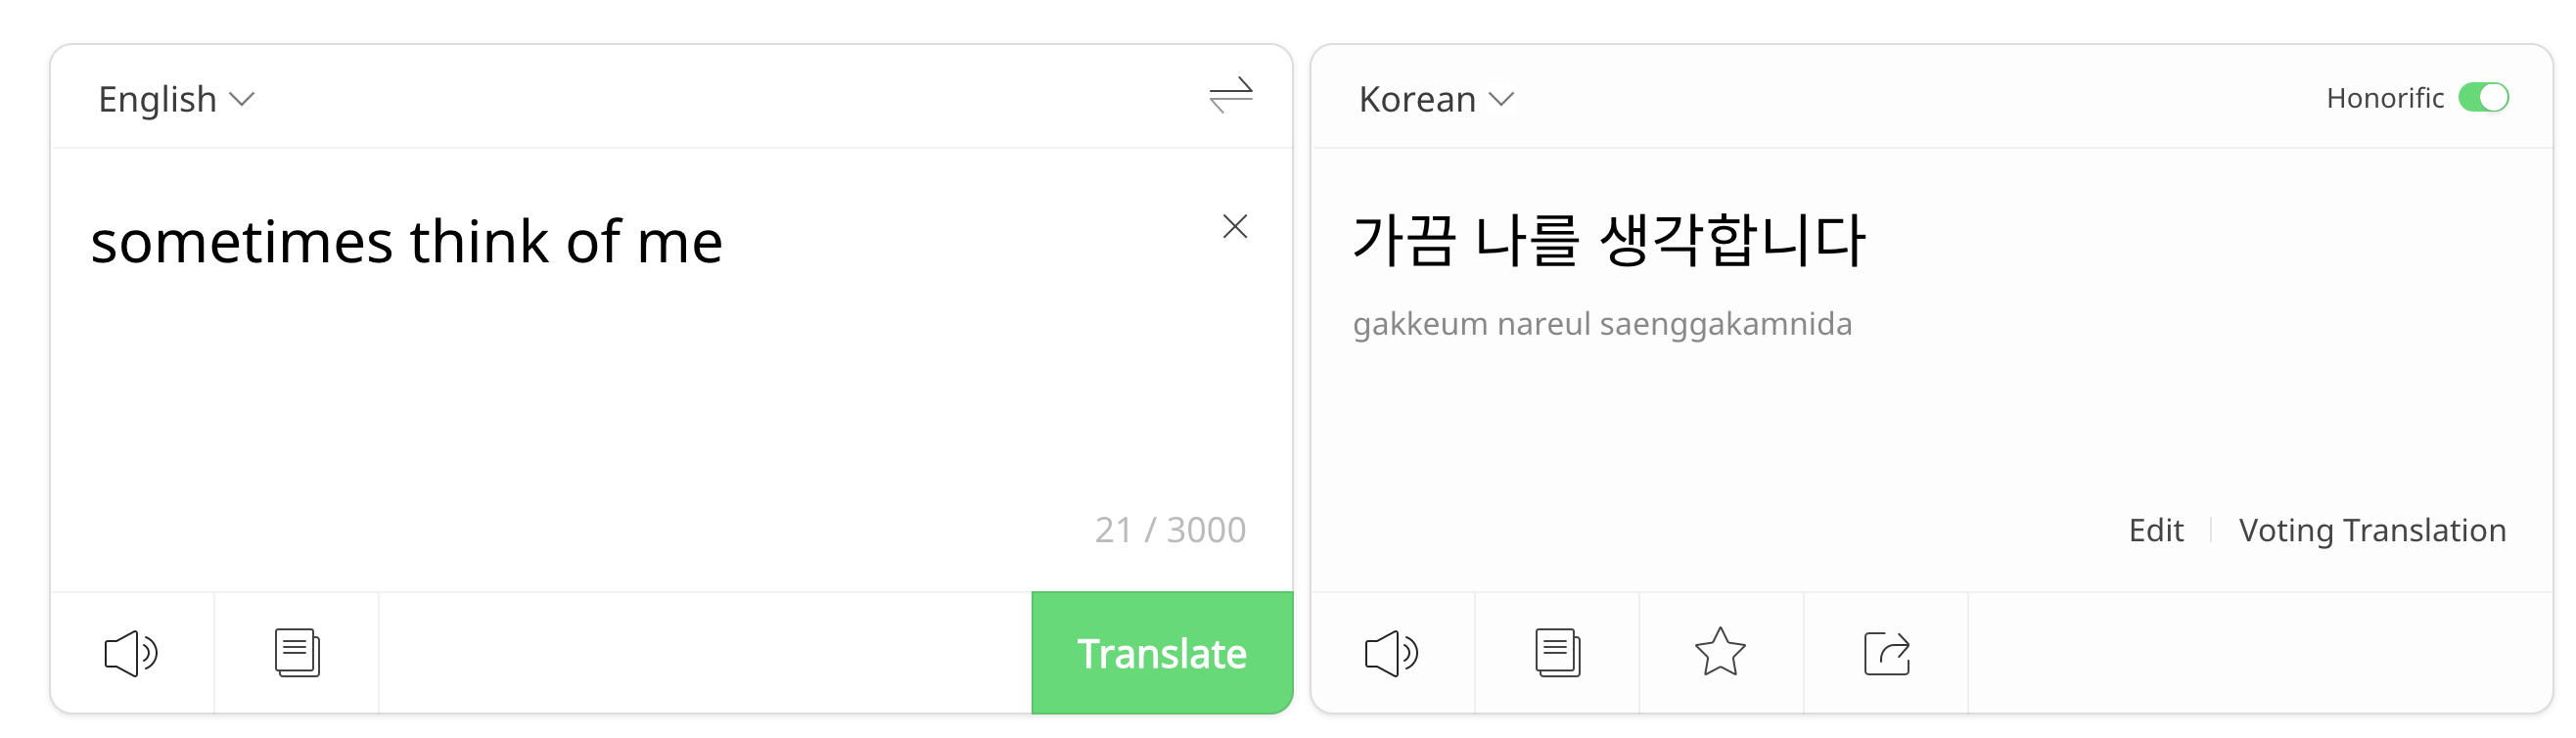 English
sometimes think of me
21 / 3000
Translate
Korean
Honorific
가끔 나를 생각합니다
gakkeum nareul saenggakamnida
Edit
Voting Translation